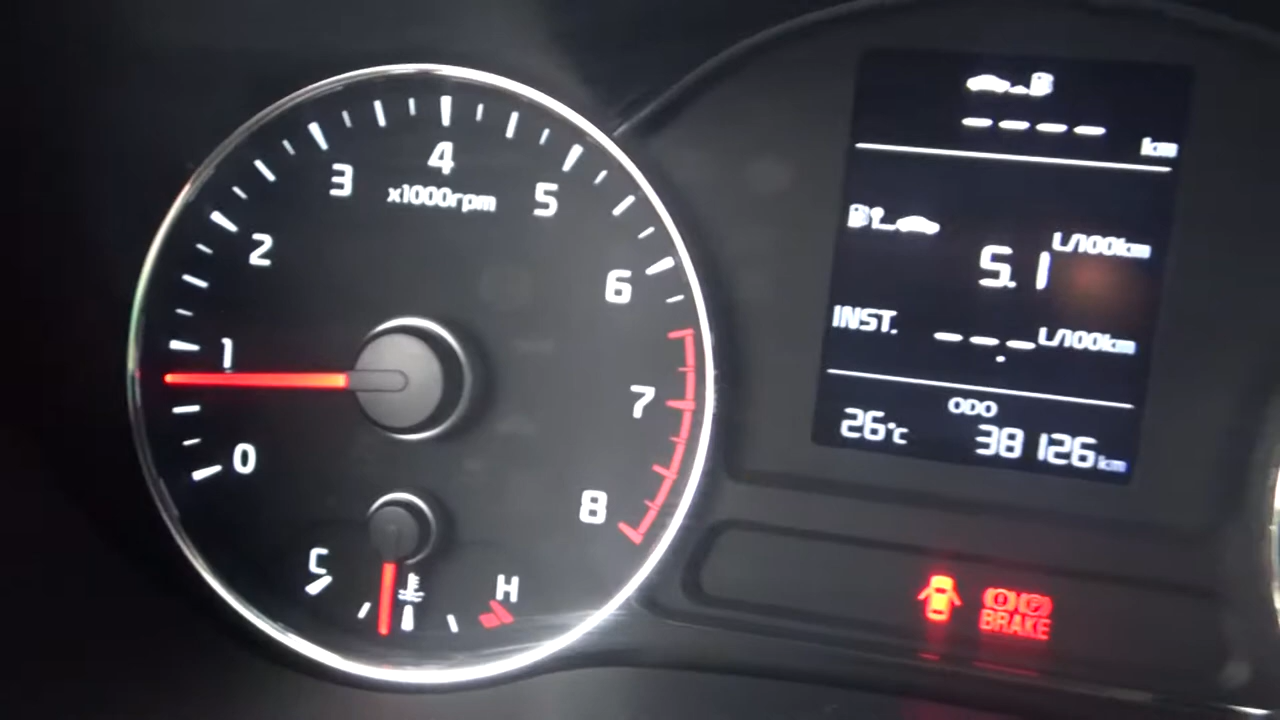 0
1
2
3
4
5
6
7
8
x1000rpm
C
H
---- km
5.1 L/100km
INST. --.- L/100km
ODO
26°C 38126 km
BRAKE